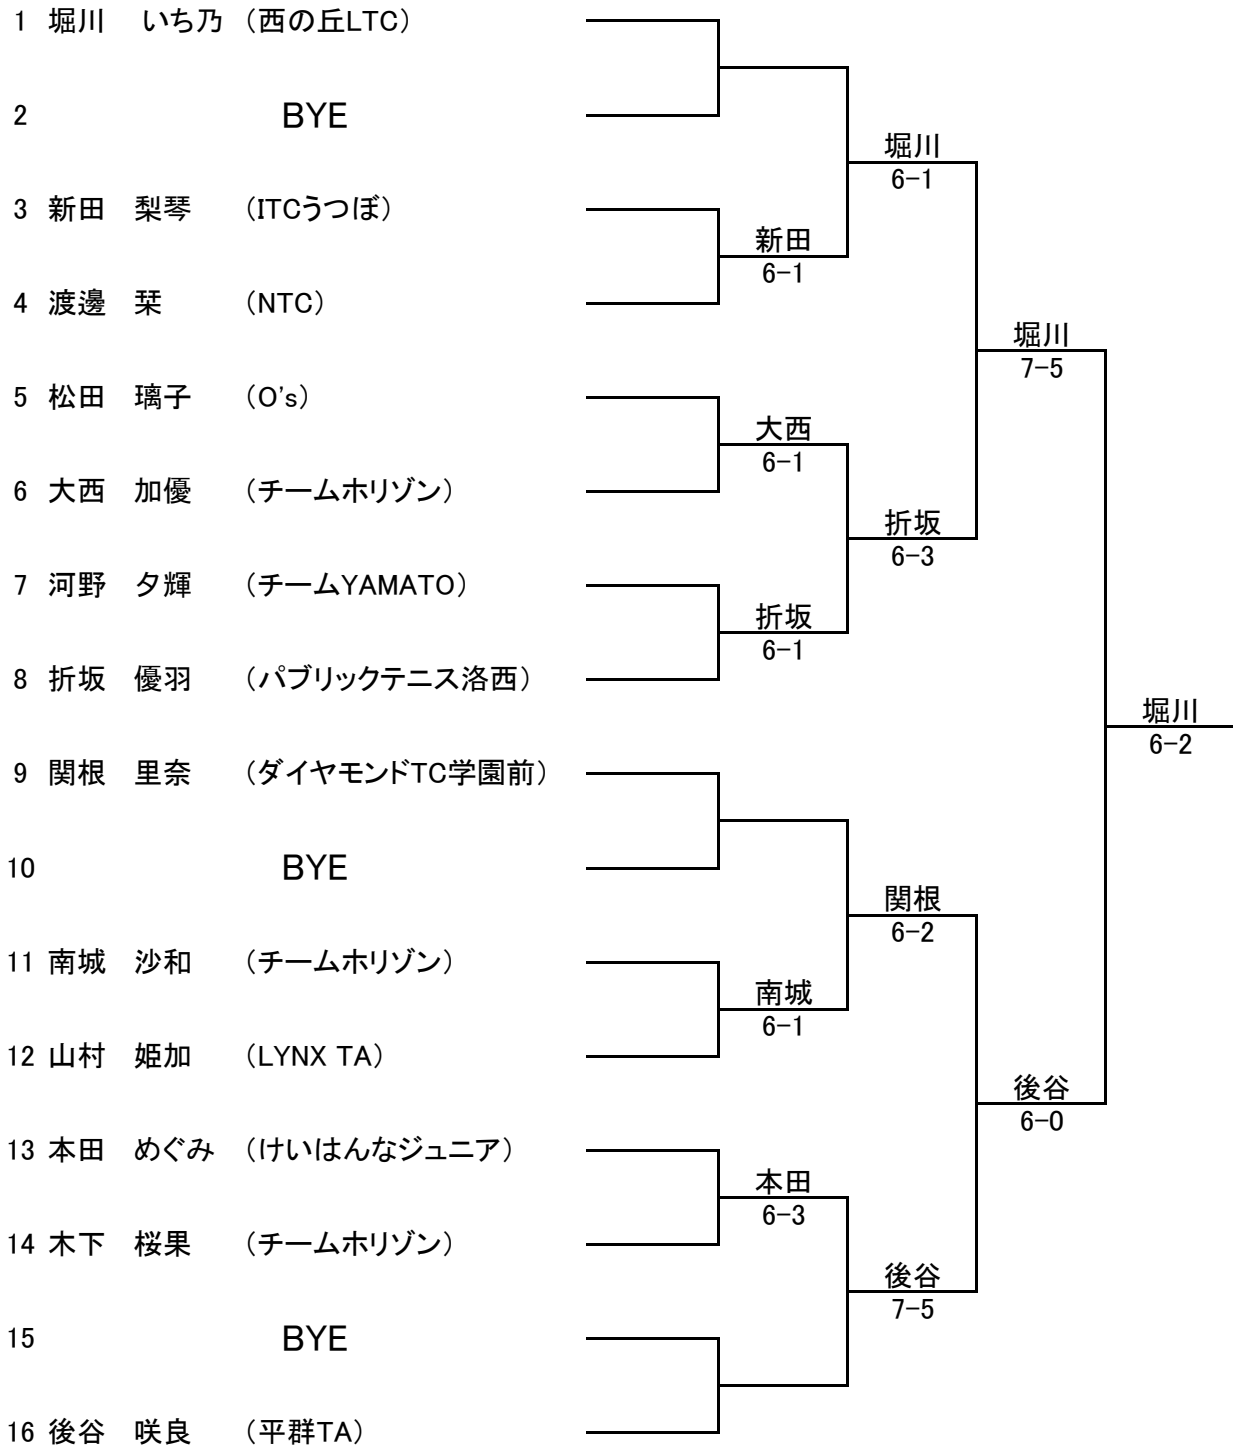 1 堀川 いち乃 （西の丘LTC）
2 BYE
堀川
6-1
3 新田 梨琴 （ITCうつぼ）
新田
6-1
4 渡邊 栞 （NTC）
堀川
7-5
5 松田 璃子 （O's）
大西
6-1
6 大西 加優 （チームホリゾン）
折坂
6-3
7 河野 夕輝 （チームYAMATO）
折坂
6-1
8 折坂 優羽 （パブリックテニス洛西）
堀川
6-2
9 関根 里奈 （ダイヤモンドTC学園前）
10 BYE
関根
6-2
11 南城 沙和 （チームホリゾン）
南城
6-1
12 山村 姫加 （LYNX TA）
後谷
6-0
13 本田 めぐみ （けいはんなジュニア）
本田
6-3
14 木下 桜果 （チームホリゾン）
後谷
7-5
15 BYE
16 後谷 咲良 （平群TA）